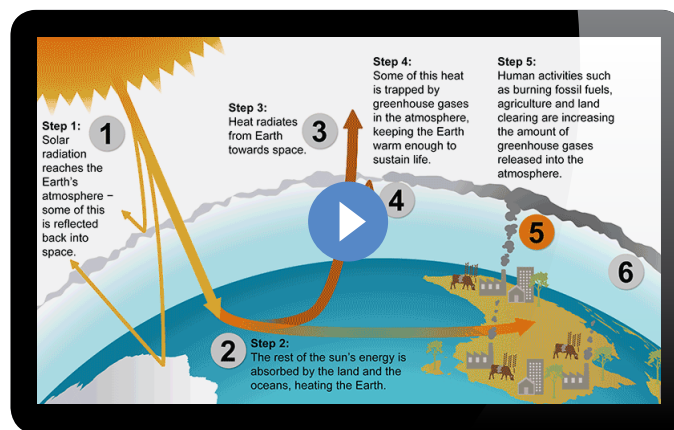 Step 1:
Solar
radiation
reaches the
Earth's
atmosphere –
some of this
is reflected
back into
space.
1
2
Step 2:
The rest of the sun's energy is
absorbed by the land and the
oceans, heating the Earth.
Step 3:
Heat radiates
from Earth
towards space.
3
Step 4:
Some of this heat
is trapped by
greenhouse gases
in the atmosphere,
keeping the Earth
warm enough to
sustain life.
4
Step 5:
Human activities such
as burning fossil fuels,
agriculture and land
clearing are increasing
the amount of
greenhouse gases
released into the
atmosphere.
5
6